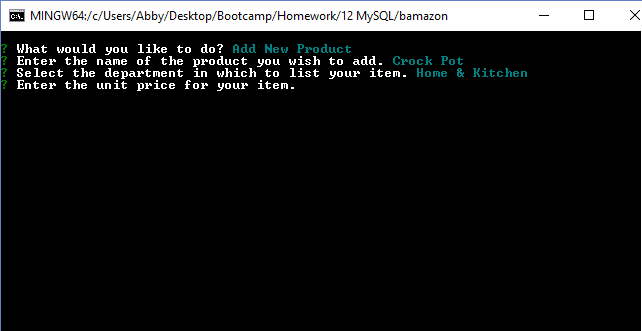 MINGW64:/c/Users/Abby/Desktop/Bootcamp/Homework/12 MySQL/bamazon
? What would you like to do? Add New Product
? Enter the name of the product you wish to add. Crock Pot
? Select the department in which to list your item. Home & Kitchen
? Enter the unit price for your item.